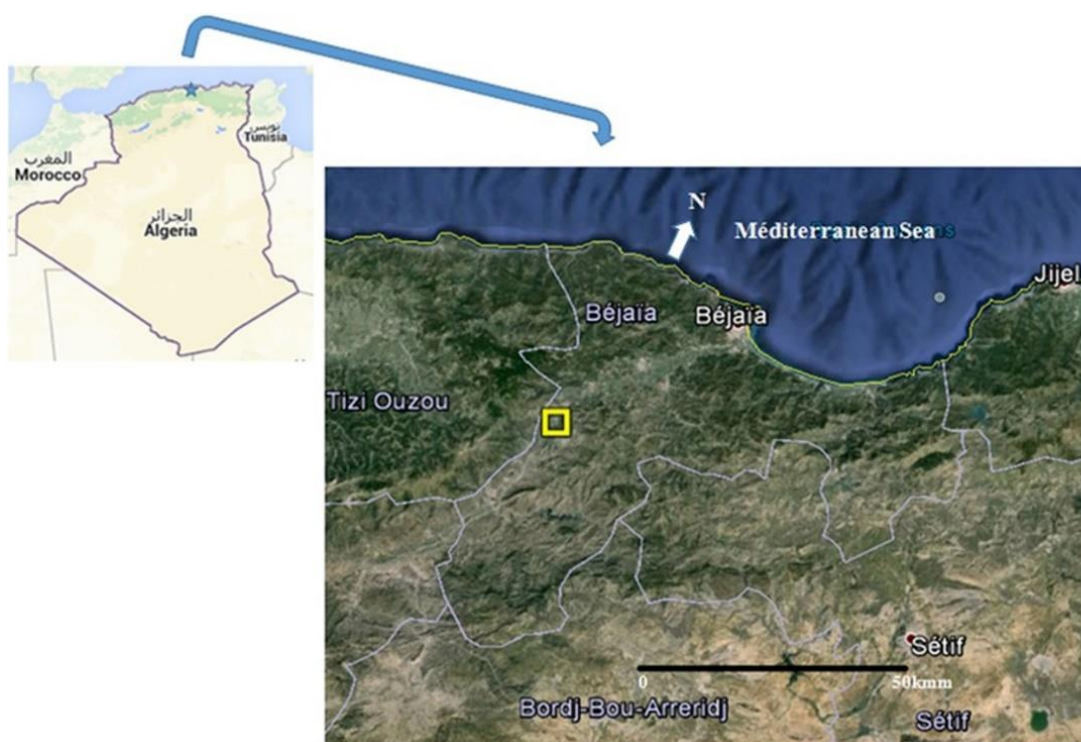 تونس
Tunisia
المغرب
Morocco
الجزائر
Algeria
N
Méditerranean Sea
Jijel
Béjaïa
Béjaïa
Tizi Ouzou
Sétif
0
50kmm
Bordj-Bou-Arreridj
Sétif